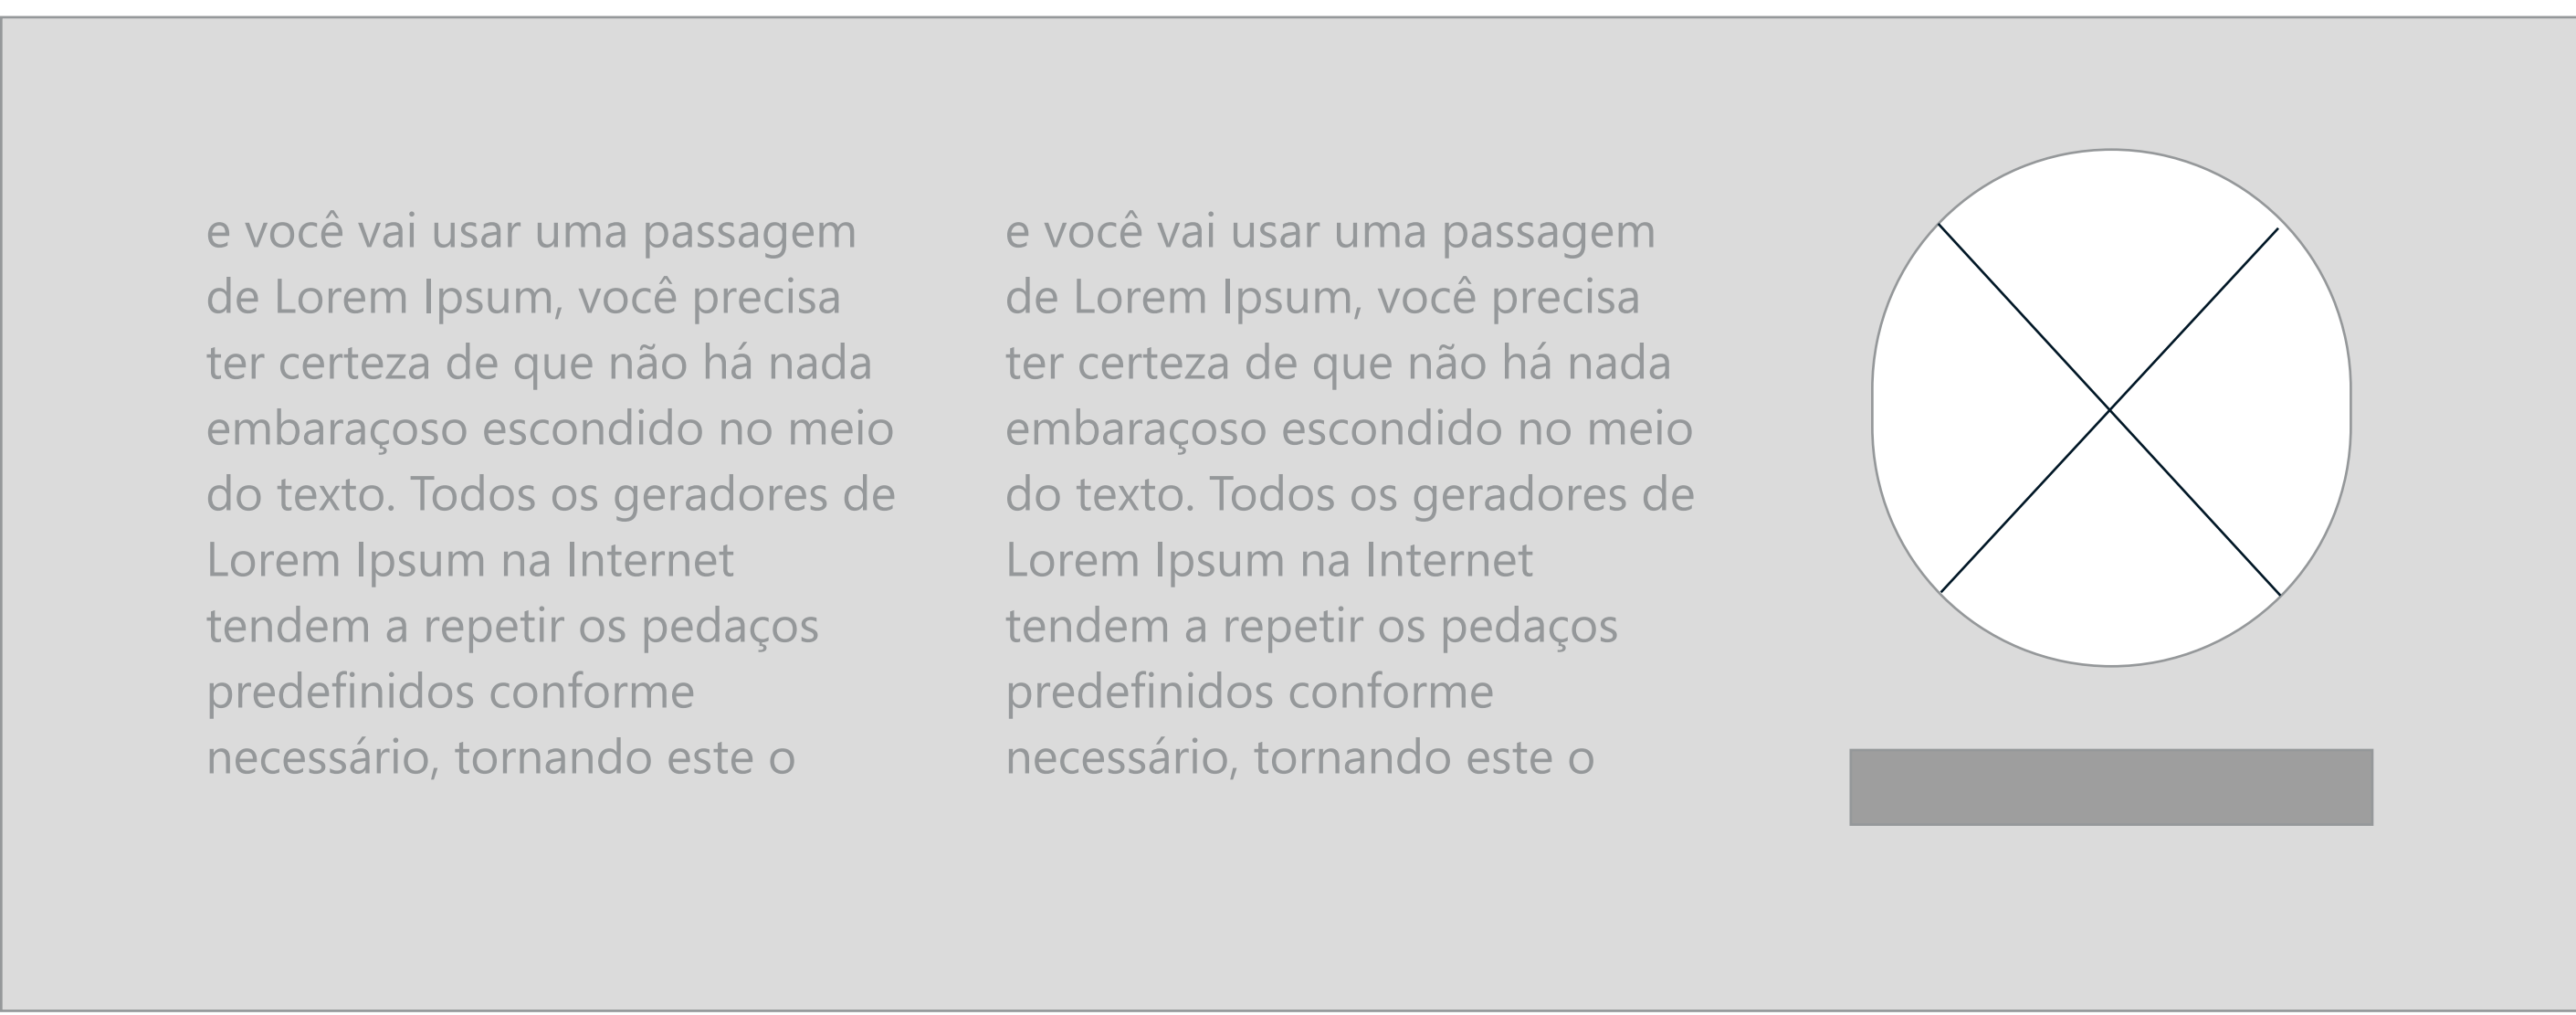 e você vai usar uma passagem
de Lorem Ipsum, você precisa
ter certeza de que não há nada
embaraçoso escondido no meio
do texto. Todos os geradores de
Lorem Ipsum na Internet
tendem a repetir os pedaços
predefinidos conforme
necessário, tornando este o
e você vai usar uma passagem
de Lorem Ipsum, você precisa
ter certeza de que não há nada
embaraçoso escondido no meio
do texto. Todos os geradores de
Lorem Ipsum na Internet
tendem a repetir os pedaços
predefinidos conforme
necessário, tornando este o